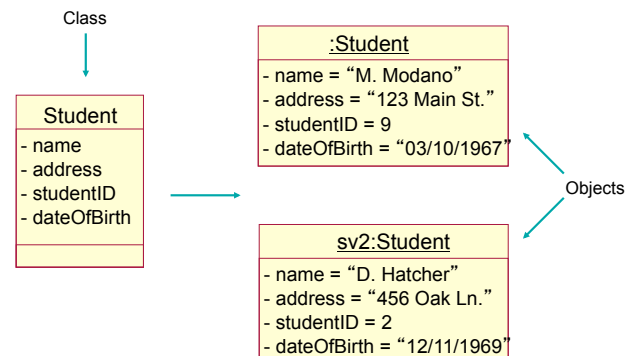 Class
Student
- name
- address
- studentID
- dateOfBirth
:Student
- name = “M. Modano”
- address = “123 Main St.”
- studentID = 9
- dateOfBirth = “03/10/1967”
Objects
sv2:Student
- name = “D. Hatcher”
- address = “456 Oak Ln.”
- studentID = 2
- dateOfBirth = “12/11/1969”